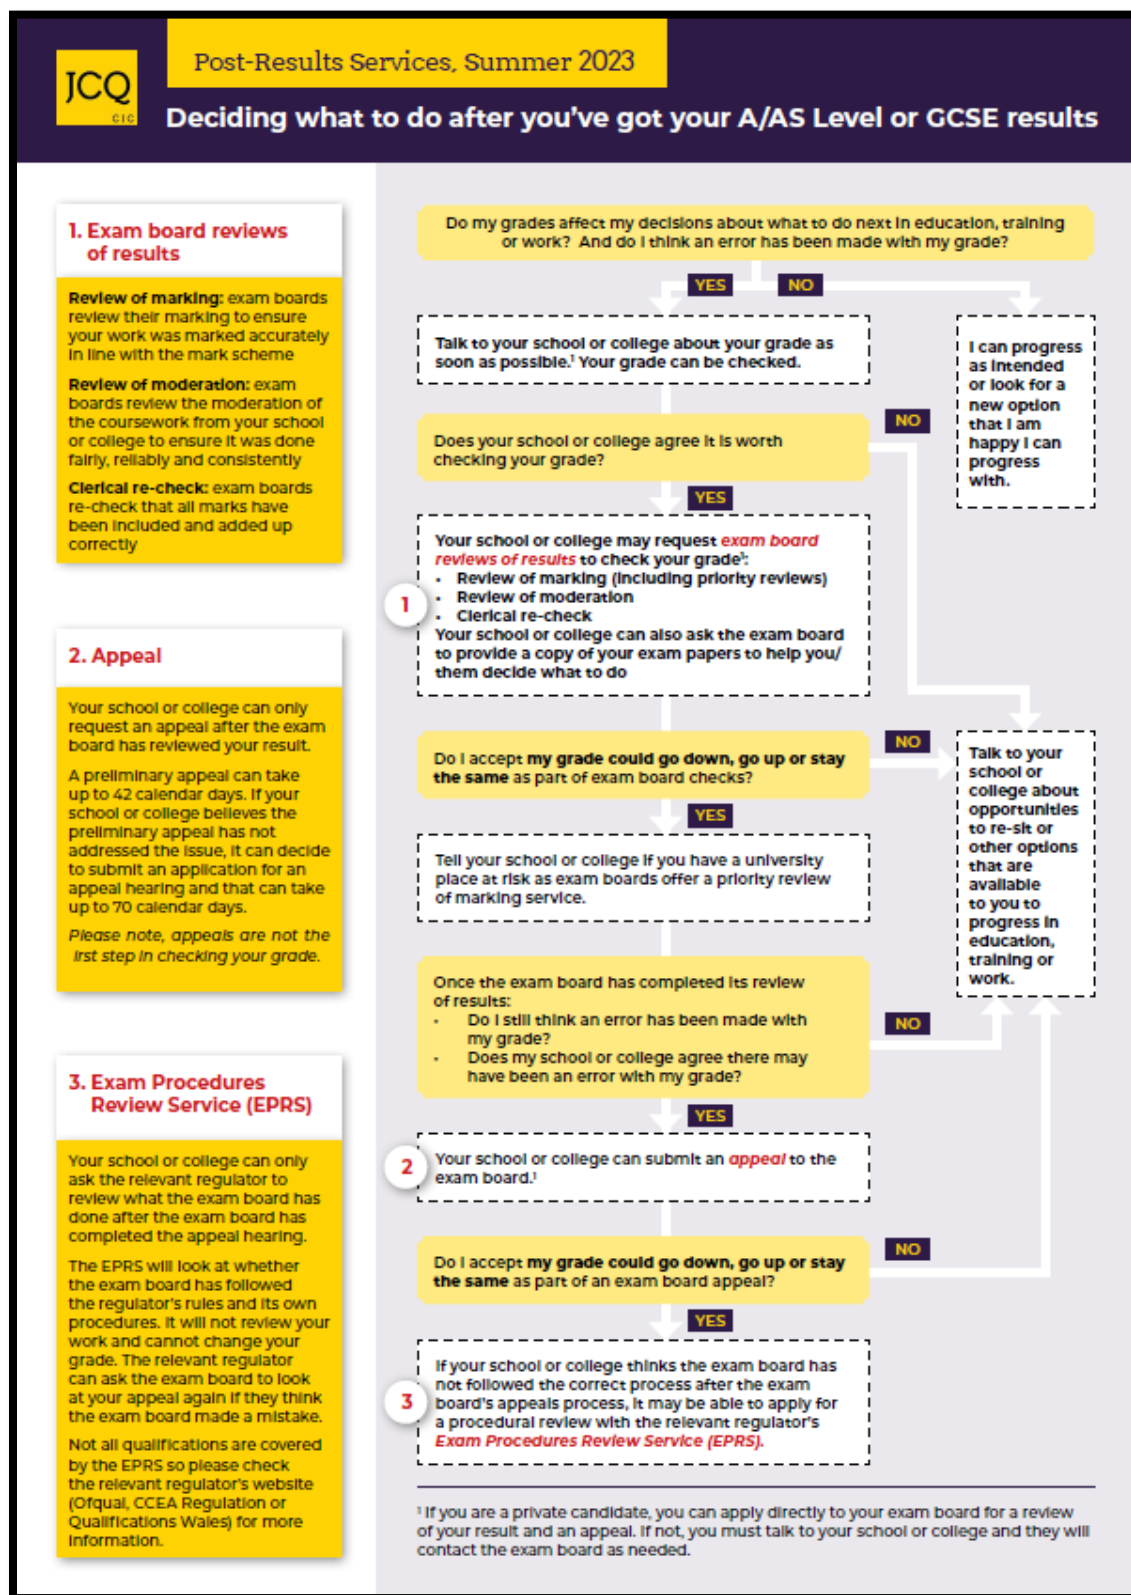 JCQ
CIC
Post-Results Services, Summer 2023
Deciding what to do after you've got your A/AS Level or GCSE results
1. Exam board reviews
of results
Review of marking: exam boards
review their marking to ensure
your work was marked accurately
in line with the mark scheme
Review of moderation: exam
boards review the moderation of
the coursework from your school
or college to ensure it was done
fairly, reliably and consistently
Clerical re-check: exam boards
re-check that all marks have
been included and added up
correctly
2. Appeal
Your school or college can only
request an appeal after the exam
board has reviewed your result.
A preliminary appeal can take
up to 42 calendar days. If your
school or college believes the
preliminary appeal has not
addressed the issue, it can decide
to submit an application for an
appeal hearing and that can take
up to 70 calendar days.
Please note, appeals are not the
irst step in checking your grade.
3. Exam Procedures
Review Service (EPRS)
Your school or college can only
ask the relevant regulator to
review what the exam board has
done after the exam board has
completed the appeal hearing.
The EPRS will look at whether
the exam board has followed
the regulator's rules and its own
procedures. It will not review your
work and cannot change your
grade. The relevant regulator
can ask the exam board to look
at your appeal again if they think
the exam board made a mistake.
Not all qualifications are covered
by the EPRS so please check
the relevant regulator's website
(Ofqual, CCEA Regulation or
Qualifications Wales) for more
information.
Do my grades affect my decisions about what to do next in education, training
or work? And do I think an error has been made with my grade?
YES
NO
Talk to your school or college about your grade as
soon as possible.¹ Your grade can be checked.
I can progress
as intended
or look for a
new option
that I am
happy I can
progress
with.
Does your school or college agree it is worth
checking your grade?
NO
YES
1
Your school or college may request exam board
reviews of results to check your grade¹:
• Review of marking (including priority reviews)
• Review of moderation
• Clerical re-check
Your school or college can also ask the exam board
to provide a copy of your exam papers to help you/
them decide what to do
Do I accept my grade could go down, go up or stay
the same as part of exam board checks?
NO
YES
Talk to your
school or
college about
opportunities
to re-sit or
other options
that are
available
to you to
progress in
education,
training or
work.
Tell your school or college if you have a university
place at risk as exam boards offer a priority review
of marking service.
Once the exam board has completed its review
of results:
• Do I still think an error has been made with
my grade?
• Does my school or college agree there may
have been an error with my grade?
NO
YES
2
Your school or college can submit an appeal to the
exam board.¹
Do I accept my grade could go down, go up or stay
the same as part of an exam board appeal?
NO
YES
3
If your school or college thinks the exam board has
not followed the correct process after the exam
board's appeals process, it may be able to apply for
a procedural review with the relevant regulator's
Exam Procedures Review Service (EPRS).
¹ If you are a private candidate, you can apply directly to your exam board for a review
of your result and an appeal. If not, you must talk to your school or college and they will
contact the exam board as needed.